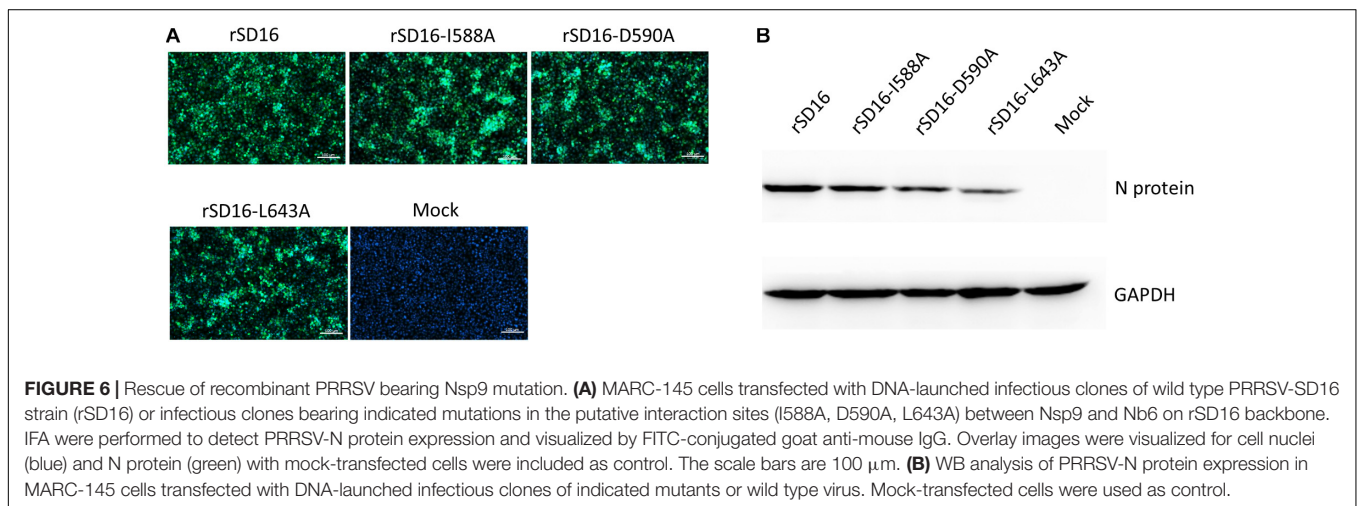 A
rSD16
rSD16-I588A
rSD16-D590A
rSD16-L643A
Mock
B
rSD16
rSD16-I588A
rSD16-D590A
rSD16-L643A
Mock
N protein
GAPDH
FIGURE 6 | Rescue of recombinant PRRSV bearing Nsp9 mutation. (A) MARC-145 cells transfected with DNA-launched infectious clones of wild type PRRSV-SD16
strain (rSD16) or infectious clones bearing indicated mutations in the putative interaction sites (I588A, D590A, L643A) between Nsp9 and Nb6 on rSD16 backbone.
IFA were performed to detect PRRSV-N protein expression and visualized by FITC-conjugated goat anti-mouse IgG. Overlay images were visualized for cell nuclei
(blue) and N protein (green) with mock-transfected cells were included as control. The scale bars are 100 μm. (B) WB analysis of PRRSV-N protein expression in
MARC-145 cells transfected with DNA-launched infectious clones of indicated mutants or wild type virus. Mock-transfected cells were used as control.